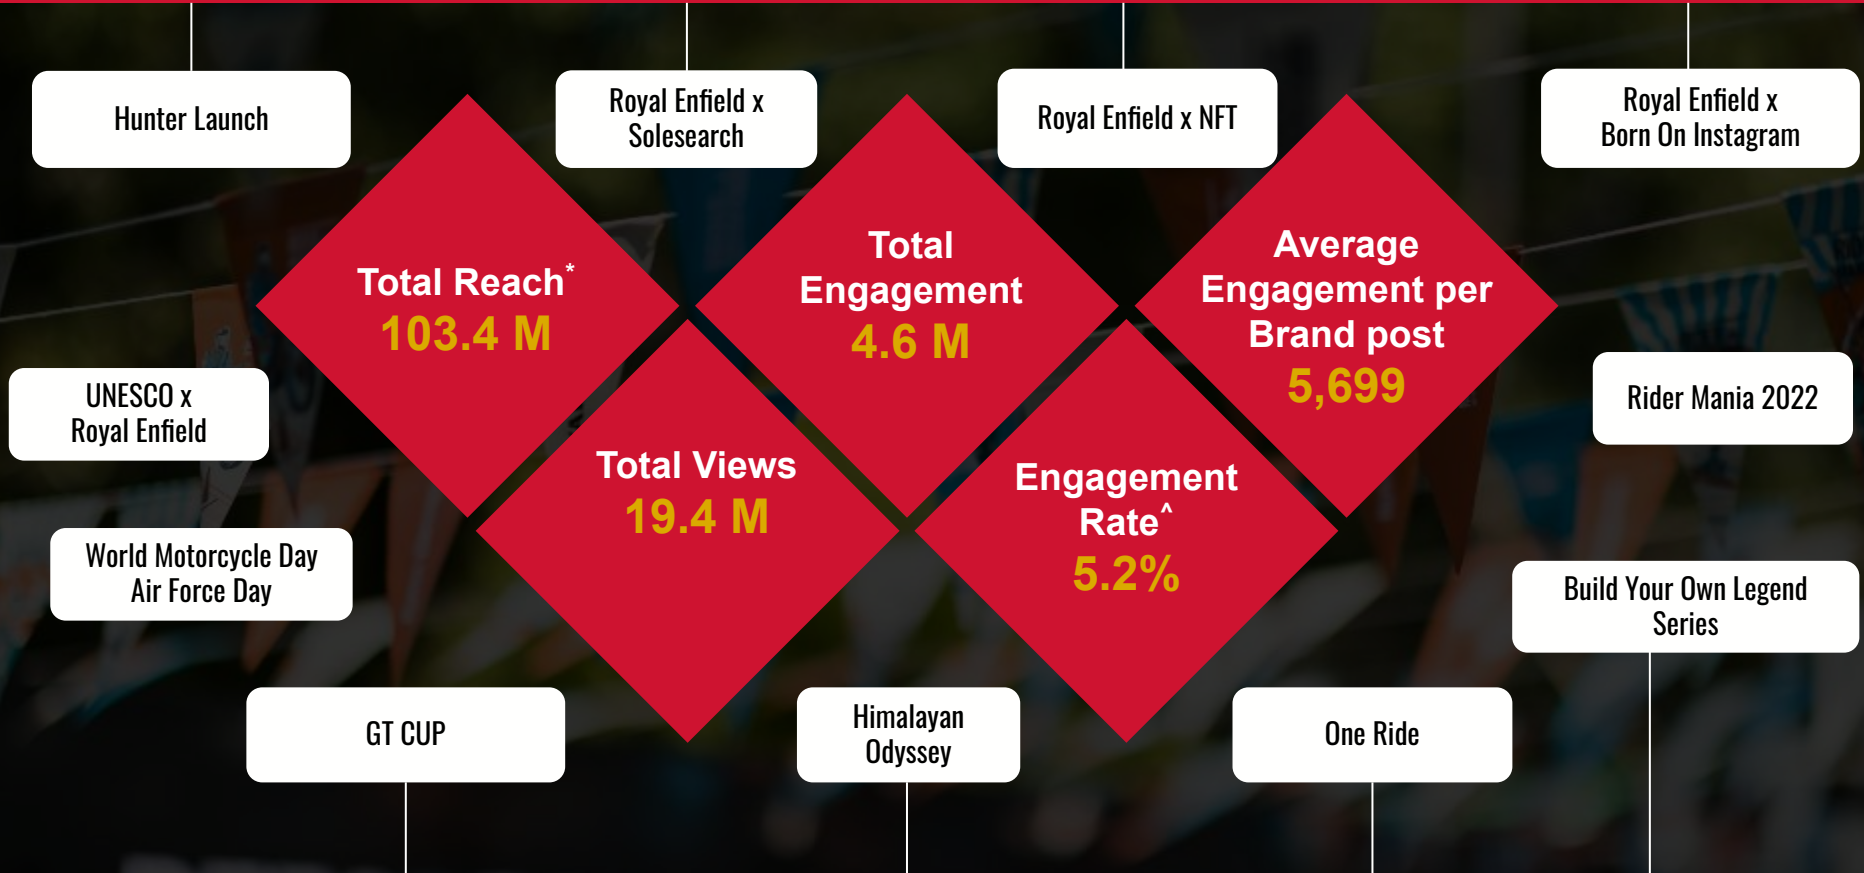 Hunter Launch
Royal Enfield x
Solesearch
Royal Enfield x NFT
Royal Enfield x
Born On Instagram
Total Reach*
103.4 M
Total
Engagement
4.6 M
Average
Engagement per
Brand post
5,699
UNESCO x
Royal Enfield
Rider Mania 2022
Total Views
19.4 M
Engagement
Rate^
5.2%
World Motorcycle Day
Air Force Day
Build Your Own Legend
Series
GT CUP
Himalayan
Odyssey
One Ride